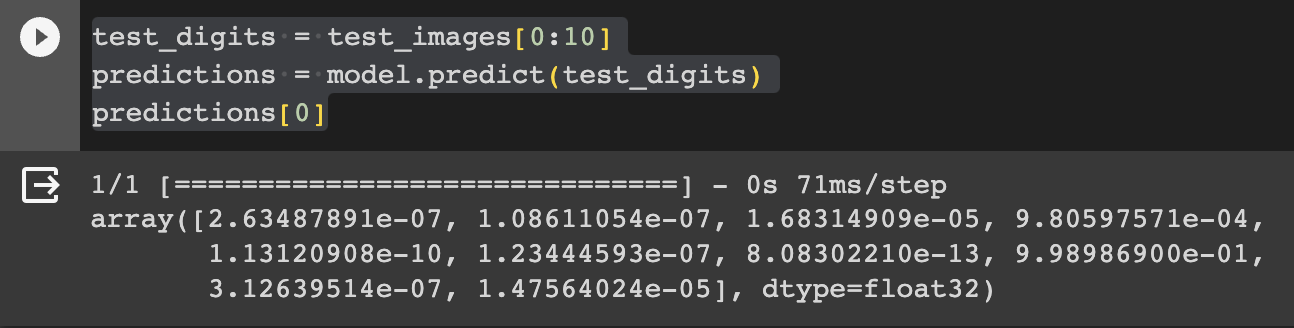 test_digits = test_images[0:10]
predictions = model.predict(test_digits)
predictions[0]
1/1 [==============================] - 0s 71ms/step
array([2.63487891e-07, 1.08611054e-07, 1.68314909e-05, 9.80597571e-04,
1.13120908e-10, 1.23444593e-07, 8.08302210e-13, 9.98986900e-01,
3.12639514e-07, 1.47564024e-05], dtype=float32)